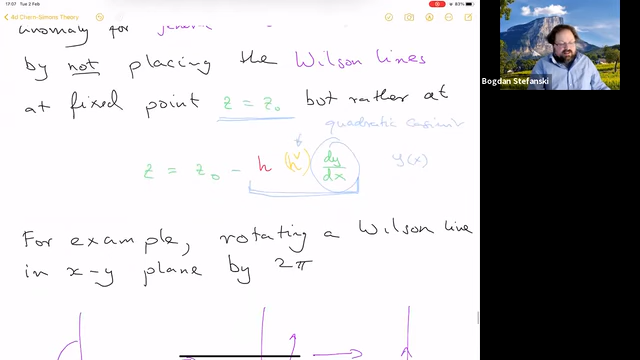 17:07 Tue 2 Feb
83%
4d Chern-Simons Theory
Bogdan Stefanski
anomaly for
by not placing the Wilson lines
at fixed point z = z₀ but rather at
quadratic Casimir
z = z₀ - ħ (h^v) dy/dx y(x)
For example, rotating a Wilson line
in x-y plane by 2π